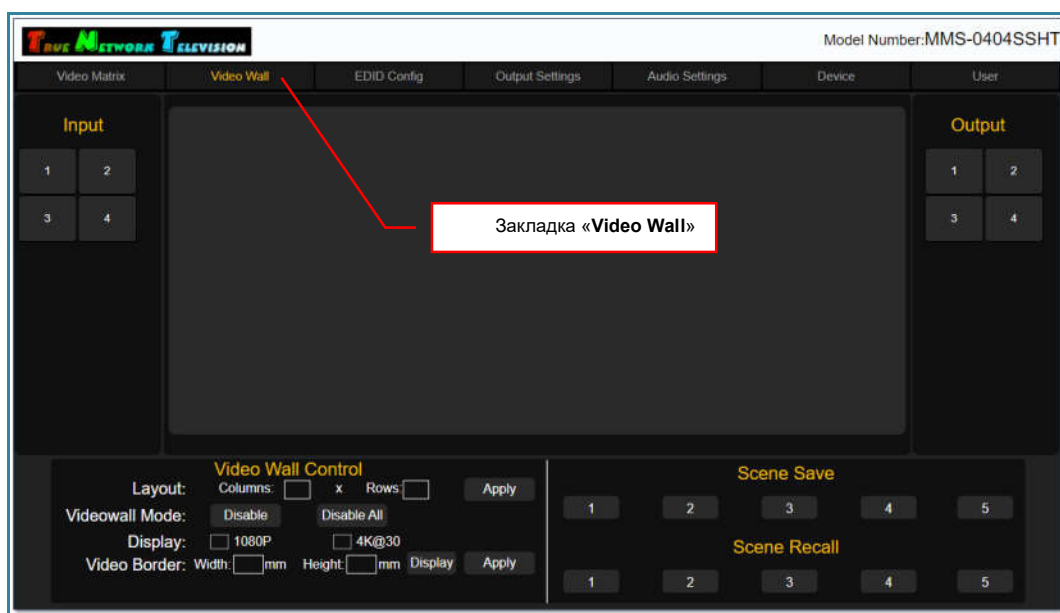 True Network Television
Model Number:MMS-0404SSHT
Video Matrix Video Wall EDID Config Output Settings Audio Settings Device User
Input
1 2
3 4
Закладка «Video Wall»
Output
1 2
3 4
Video Wall Control
Layout: Columns: x Rows: Apply
Videowall Mode: Disable Disable All
Display: 1080P 4K@30
Video Border: Width: mm Height: mm Display Apply
Scene Save
1 2 3 4 5
Scene Recall
1 2 3 4 5